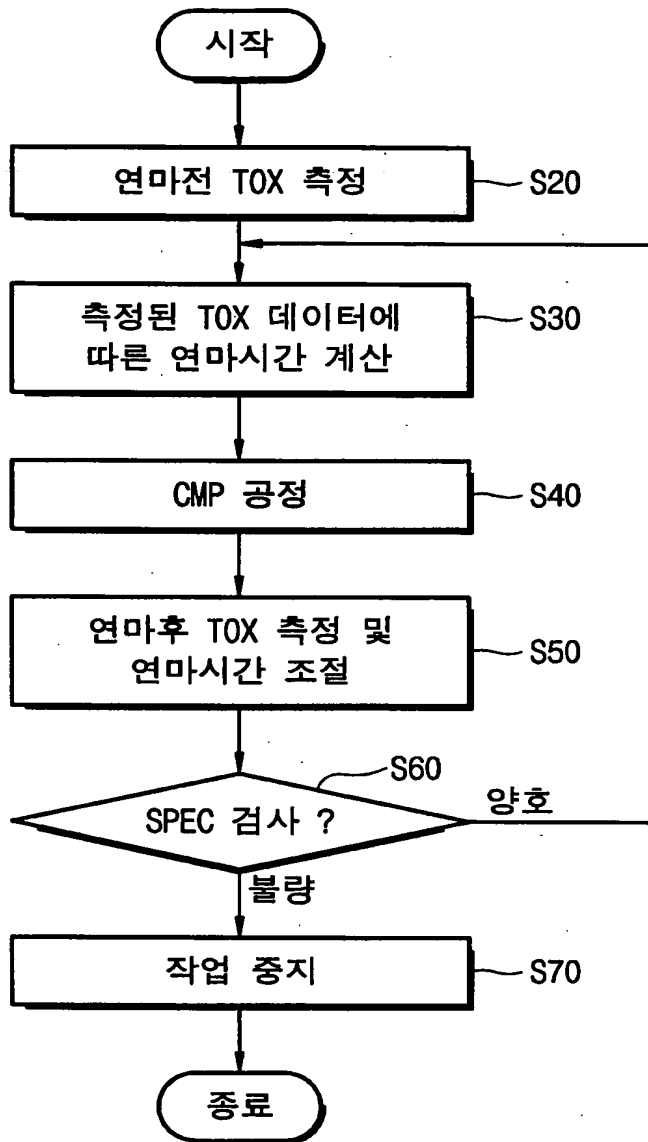 시작
연마전 TOX 측정
S20
측정된 TOX 데이터에
따른 연마시간 계산
S30
CMP 공정
S40
연마후 TOX 측정 및
연마시간 조절
S50
S60
SPEC 검사 ?
양호
불량
작업 중지
S70
종료